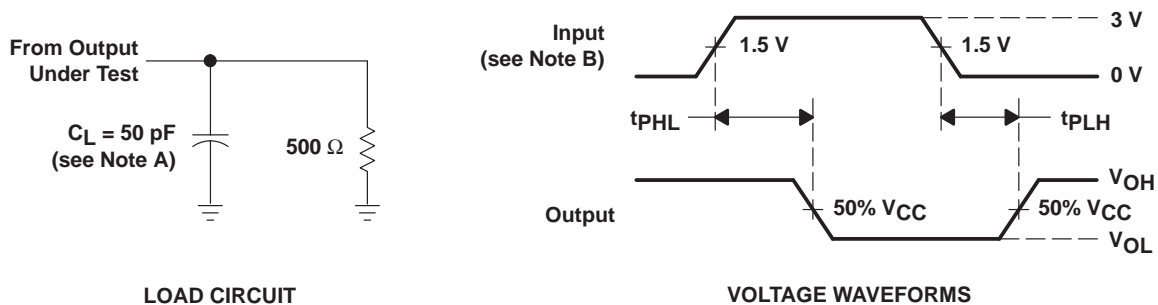 From Output
Under Test
CL = 50 pF
(see Note A)
500 Ω
LOAD CIRCUIT
Input
(see Note B)
1.5 V
1.5 V
3 V
0 V
tPHL
tPLH
Output
50% VCC
50% VCC
VOH
VOL
VOLTAGE WAVEFORMS